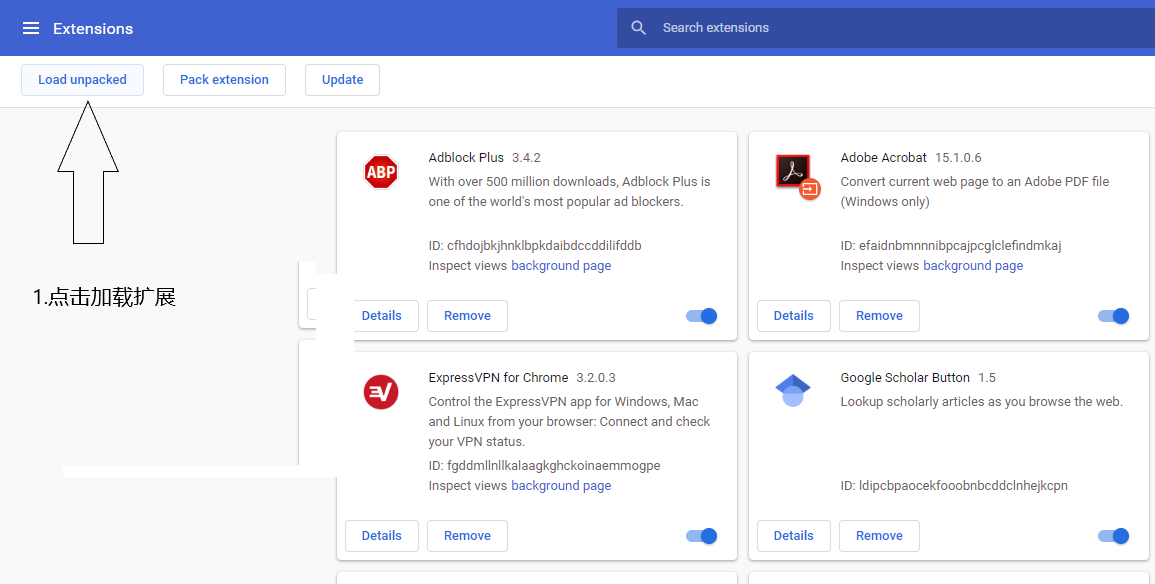 Extensions
Search extensions
Load unpacked
Pack extension
Update
1.点击加载扩展
ABP
Adblock Plus 3.4.2
With over 500 million downloads, Adblock Plus is
one of the world's most popular ad blockers.
ID: cfhdojbkjhnklbpkdaibdccddilifddb
Inspect views background page
Details
Remove
Adobe Acrobat 15.1.0.6
Convert current web page to an Adobe PDF file
(Windows only)
ID: efaidnbmnnnibpcajpcglclefindmkaj
Inspect views background page
Details
Remove
ExpressVPN for Chrome 3.2.0.3
Control the ExpressVPN app for Windows, Mac
and Linux from your browser: Connect and check
your VPN status.
ID: fgddmllnllkalaagkghckoinaemmogpe
Inspect views background page
Details
Remove
Google Scholar Button 1.5
Lookup scholarly articles as you browse the web.
ID: ldipcbpaocekfooobnbcddclnhejkcpn
Details
Remove